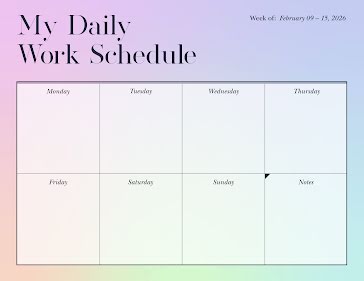 My Daily
Work Schedule
Week of: February 09 – 15, 2026
Monday Tuesday Wednesday Thursday
Friday Saturday Sunday Notes